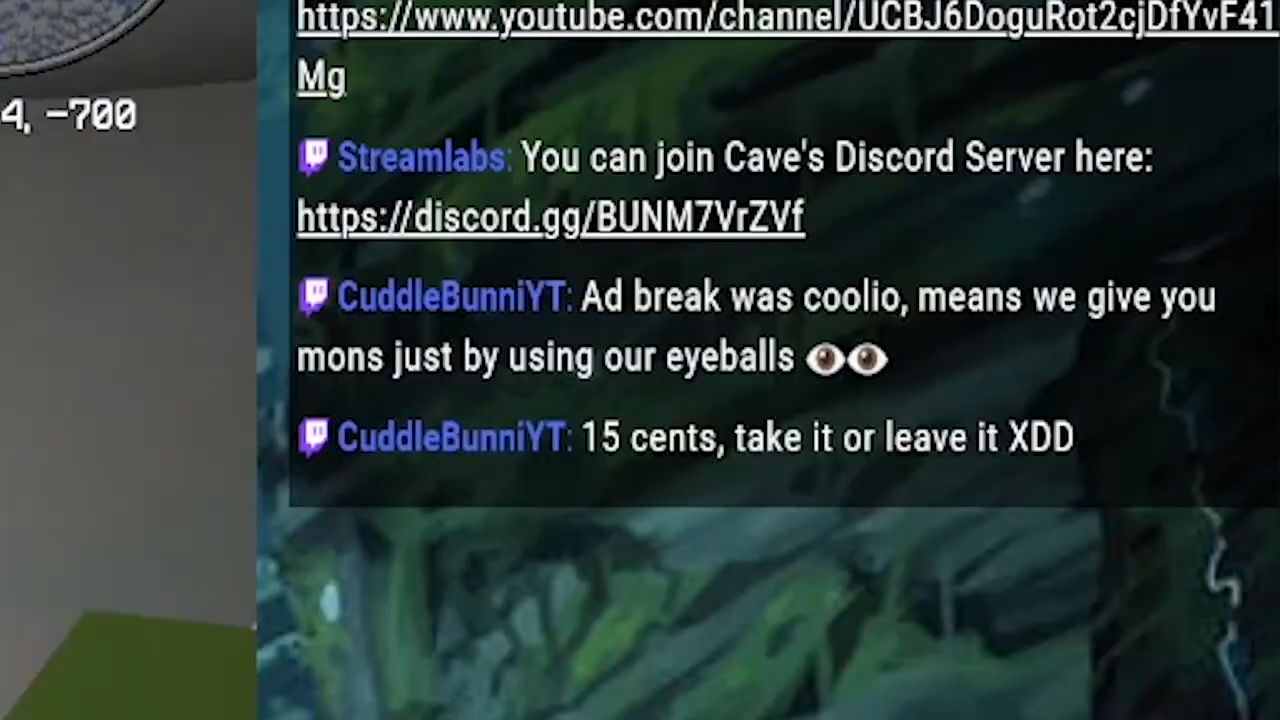 https://www.youtube.com/channel/UCBJ6DoguRot2cjDfYvF41
Mg
4, -700
Streamlabs: You can join Cave's Discord Server here:
https://discord.gg/BUNM7VrZVf
CuddleBunniYT: Ad break was coolio, means we give you
mons just by using our eyeballs 👁👁
CuddleBunniYT: 15 cents, take it or leave it XDD